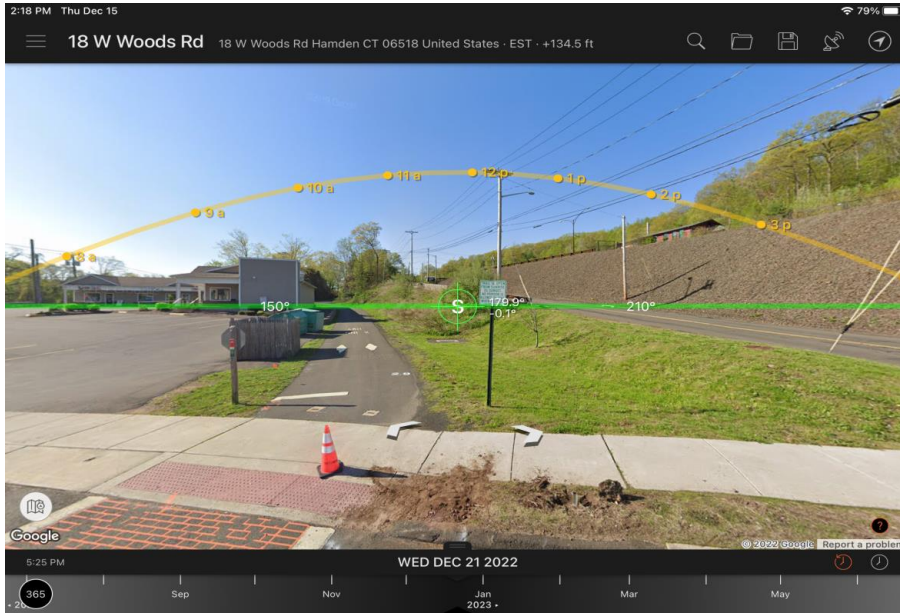 2:18 PM Thu Dec 15
79%
18 W Woods Rd 18 W Woods Rd Hamden CT 06518 United States · EST · +134.5 ft
8 a
9 a
10 a
11 a
12 p
1 p
2 p
3 p
150°
S
179.9°
-0.1°
210°
Google
© 2022 Google Report a problem
?
5:25 PM
WED DEC 21 2022
365
Sep
Nov
Jan
Mar
May
2023 •